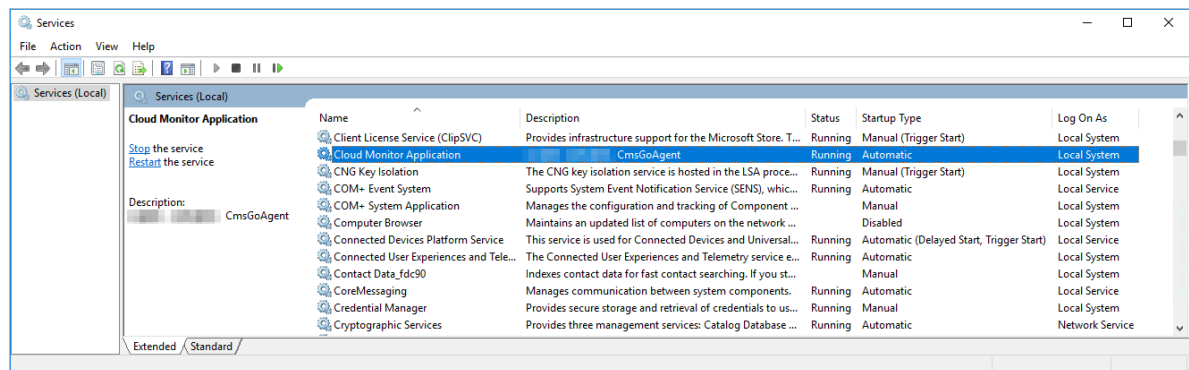 Services
File Action View Help
Services (Local)
Services (Local)
Cloud Monitor Application
Stop the service
Restart the service
Description:
CmsGoAgent
Name Description Status Startup Type Log On As
Client License Service (ClipSVC) Provides infrastructure support for the Microsoft Store. T... Running Manual (Trigger Start) Local System
Cloud Monitor Application CmsGoAgent Running Automatic Local System
CNG Key Isolation The CNG key isolation service is hosted in the LSA proce... Running Manual (Trigger Start) Local System
COM+ Event System Supports System Event Notification Service (SENS), whic... Running Automatic Local Service
COM+ System Application Manages the configuration and tracking of Component ... Manual Local System
Computer Browser Maintains an updated list of computers on the network ... Disabled Local System
Connected Devices Platform Service This service is used for Connected Devices and Universal... Running Automatic (Delayed Start, Trigger Start) Local Service
Connected User Experiences and Tele... The Connected User Experiences and Telemetry service e... Running Automatic Local System
Contact Data_fdc90 Indexes contact data for fast contact searching. If you st... Manual Local System
CoreMessaging Manages communication between system components. Running Automatic Local Service
Credential Manager Provides secure storage and retrieval of credentials to us... Running Manual Local System
Cryptographic Services Provides three management services: Catalog Database ... Running Automatic Network Service
Extended Standard